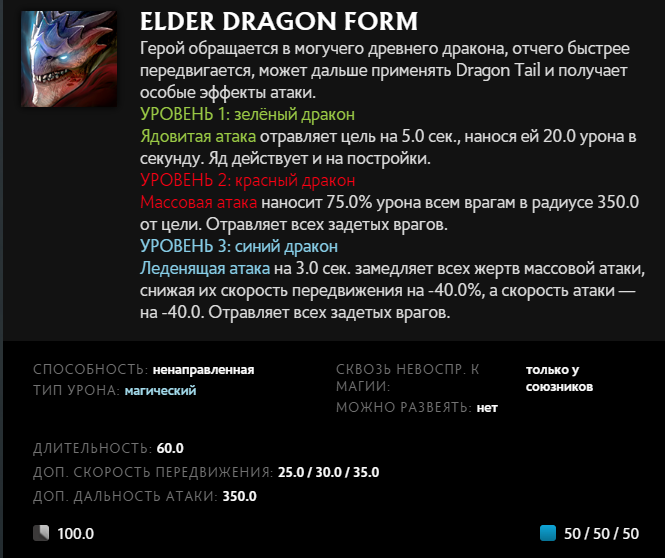 ELDER DRAGON FORM
Герой обращается в могучего древнего дракона, отчего быстрее
передвигается, может дальше применять Dragon Tail и получает
особые эффекты атаки.
УРОВЕНЬ 1: зелёный дракон
Ядовитая атака отравляет цель на 5.0 сек., нанося ей 20.0 урона в
секунду. Яд действует и на постройки.
УРОВЕНЬ 2: красный дракон
Массовая атака наносит 75.0% урона всем врагам в радиусе 350.0
от цели. Отравляет всех задетых врагов.
УРОВЕНЬ 3: синий дракон
Леденящая атака на 3.0 сек. замедляет всех жертв массовой атаки,
снижая их скорость передвижения на -40.0%, а скорость атаки —
на -40.0. Отравляет всех задетых врагов.
СПОСОБНОСТЬ: ненаправленная
ТИП УРОНА: магический
СКВОЗЬ НЕВОСПР. К МАГИИ: только у союзников
МОЖНО РАЗВЕЯТЬ: нет
ДЛИТЕЛЬНОСТЬ: 60.0
ДОП. СКОРОСТЬ ПЕРЕДВИЖЕНИЯ: 25.0 / 30.0 / 35.0
ДОП. ДАЛЬНОСТЬ АТАКИ: 350.0
100.0
50 / 50 / 50